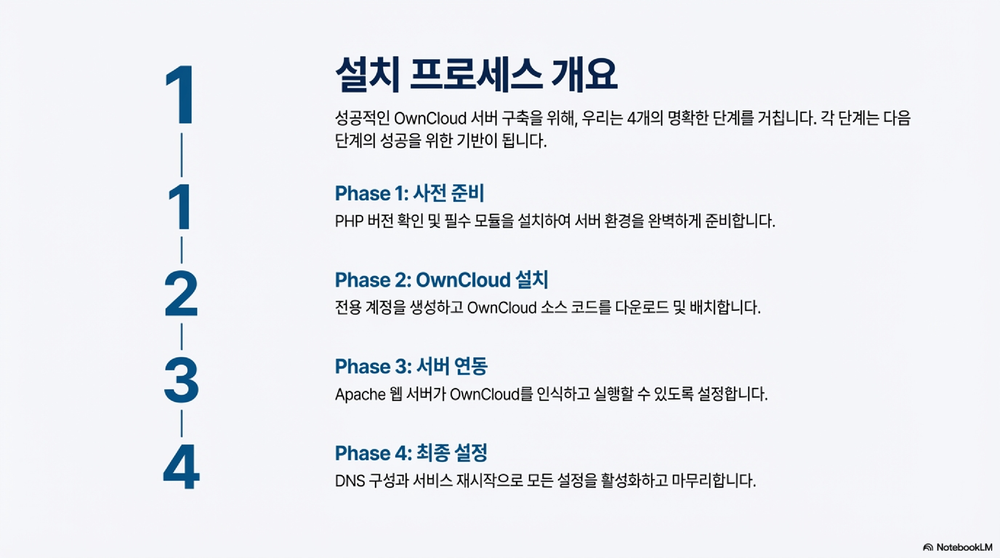 1
설치 프로세스 개요
성공적인 OwnCloud 서버 구축을 위해, 우리는 4개의 명확한 단계를 거칩니다. 각 단계는 다음
단계의 성공을 위한 기반이 됩니다.
1
Phase 1: 사전 준비
PHP 버전 확인 및 필수 모듈을 설치하여 서버 환경을 완벽하게 준비합니다.
2
Phase 2: OwnCloud 설치
전용 계정을 생성하고 OwnCloud 소스 코드를 다운로드 및 배치합니다.
3
Phase 3: 서버 연동
Apache 웹 서버가 OwnCloud를 인식하고 실행할 수 있도록 설정합니다.
4
Phase 4: 최종 설정
DNS 구성과 서비스 재시작으로 모든 설정을 활성화하고 마무리합니다.
NotebookLM